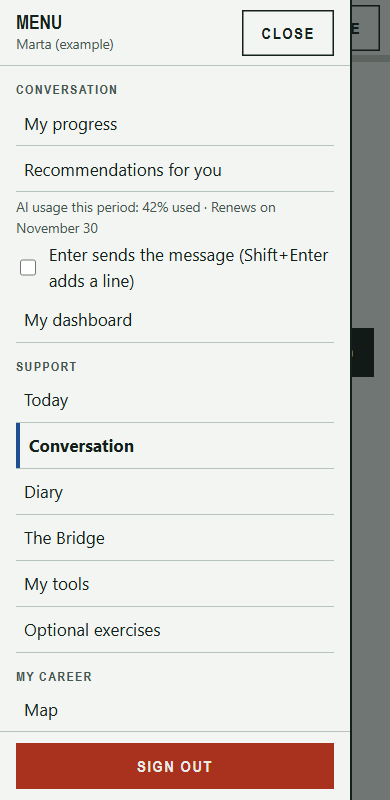 MENU
Marta (example)
CLOSE
E
CONVERSATION
My progress
Recommendations for you
AI usage this period: 42% used · Renews on
November 30
Enter sends the message (Shift+Enter
adds a line)
My dashboard
SUPPORT
Today
Conversation
Diary
The Bridge
My tools
Optional exercises
MY CAREER
Map
SIGN OUT